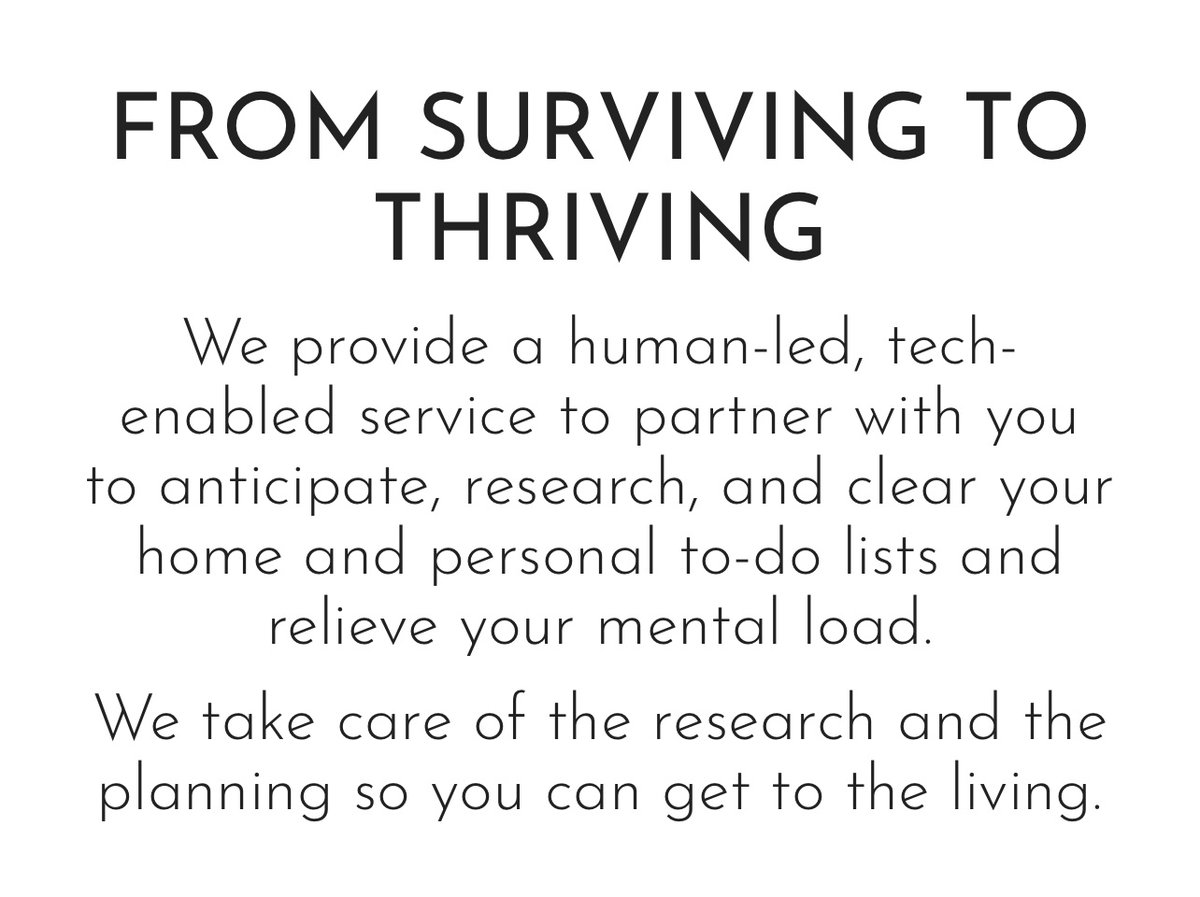 FROM SURVIVING TO
THRIVING
We provide a human-led, tech-
enabled service to partner with you
to anticipate, research, and clear your
home and personal to-do lists and
relieve your mental load.
We take care of the research and the
planning so you can get to the living.